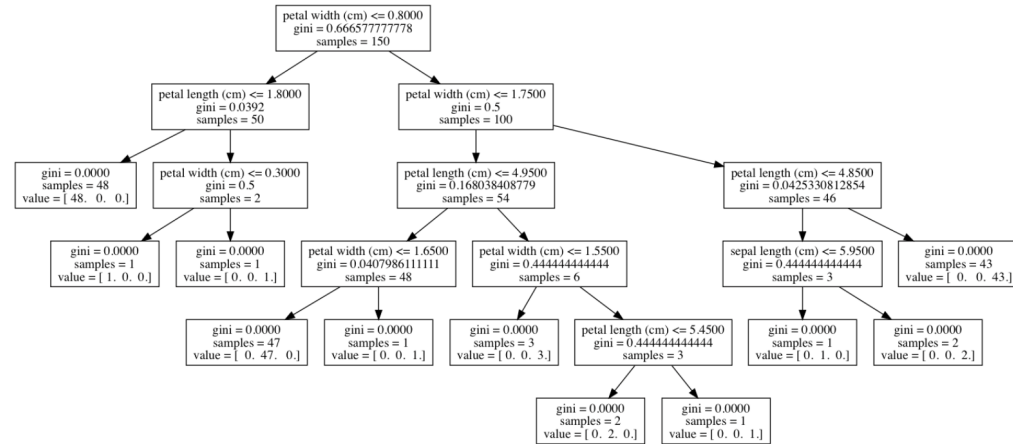 petal width (cm) <= 0.8000
gini = 0.666577777778
samples = 150
petal length (cm) <= 1.8000
gini = 0.0392
samples = 50
petal width (cm) <= 1.7500
gini = 0.5
samples = 100
gini = 0.0000
samples = 48
value = [ 48. 0. 0.]
petal width (cm) <= 0.3000
gini = 0.5
samples = 2
petal length (cm) <= 4.9500
gini = 0.168038408779
samples = 54
petal length (cm) <= 4.8500
gini = 0.0425330812854
samples = 46
gini = 0.0000
samples = 1
value = [ 1. 0. 0.]
gini = 0.0000
samples = 1
value = [ 0. 0. 1.]
petal width (cm) <= 1.6500
gini = 0.0407986111111
samples = 48
petal width (cm) <= 1.5500
gini = 0.444444444444
samples = 6
sepal length (cm) <= 5.9500
gini = 0.444444444444
samples = 3
gini = 0.0000
samples = 43
value = [ 0. 0. 43.]
gini = 0.0000
samples = 47
value = [ 0. 47. 0.]
gini = 0.0000
samples = 1
value = [ 0. 0. 1.]
gini = 0.0000
samples = 3
value = [ 0. 0. 3.]
petal length (cm) <= 5.4500
gini = 0.444444444444
samples = 3
gini = 0.0000
samples = 1
value = [ 0. 1. 0.]
gini = 0.0000
samples = 2
value = [ 0. 0. 2.]
gini = 0.0000
samples = 2
value = [ 0. 2. 0.]
gini = 0.0000
samples = 1
value = [ 0. 0. 1.]